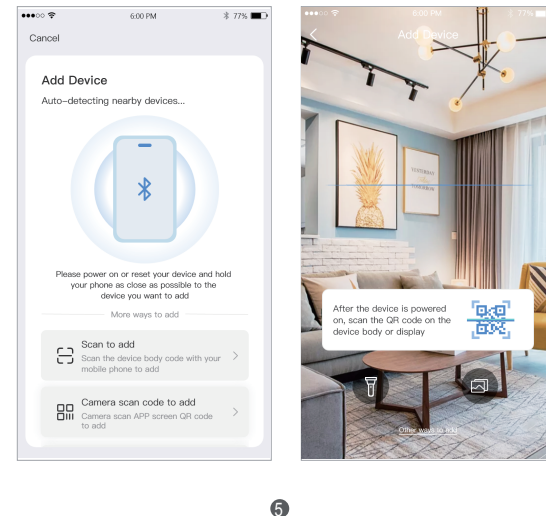 6:00 PM
77%
Cancel
Add Device
Auto-detecting nearby devices...
Please power on or reset your device and hold
your phone as close as possible to the
device you want to add
More ways to add
Scan to add
Scan the device body code with your
mobile phone to add
Camera scan code to add
Camera scan APP screen QR code
to add
6:00 PM
77%
Add Device
YESTERDAY
TOMORROW
After the device is powered
on, scan the QR code on the
device body or display
Other ways to add
5